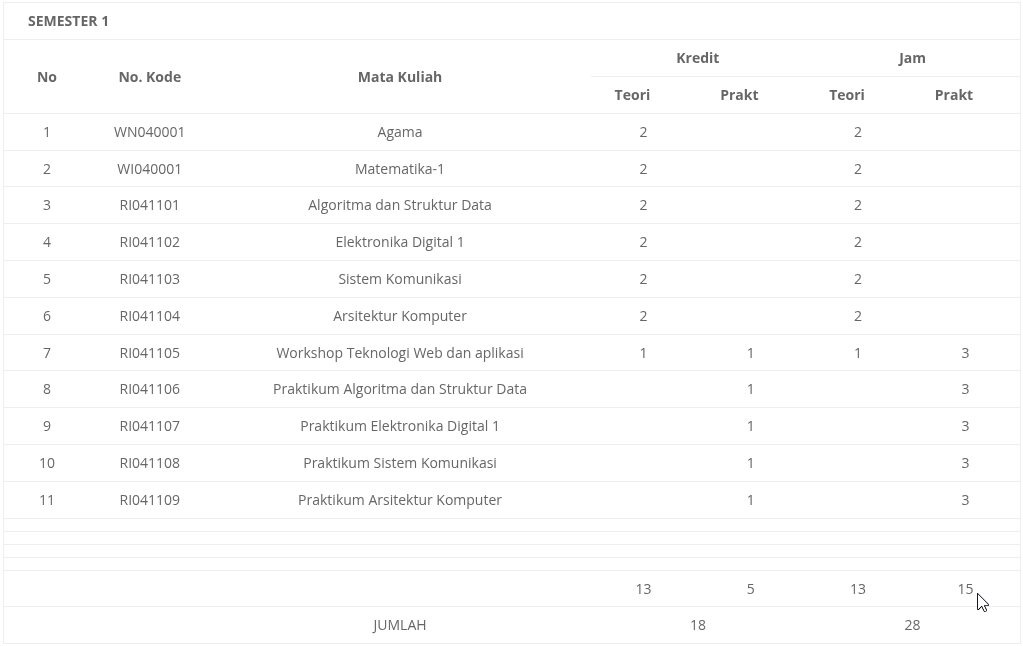 SEMESTER 1
Kredit Jam
No No. Kode Mata Kuliah
Teori Prakt Teori Prakt
1 WN040001 Agama 2 2
2 WI040001 Matematika-1 2 2
3 RI041101 Algoritma dan Struktur Data 2 2
4 RI041102 Elektronika Digital 1 2 2
5 RI041103 Sistem Komunikasi 2 2
6 RI041104 Arsitektur Komputer 2 2
7 RI041105 Workshop Teknologi Web dan aplikasi 1 1 1 3
8 RI041106 Praktikum Algoritma dan Struktur Data 1 3
9 RI041107 Praktikum Elektronika Digital 1 1 3
10 RI041108 Praktikum Sistem Komunikasi 1 3
11 RI041109 Praktikum Arsitektur Komputer 1 3
13 5 13 15
JUMLAH 18 28